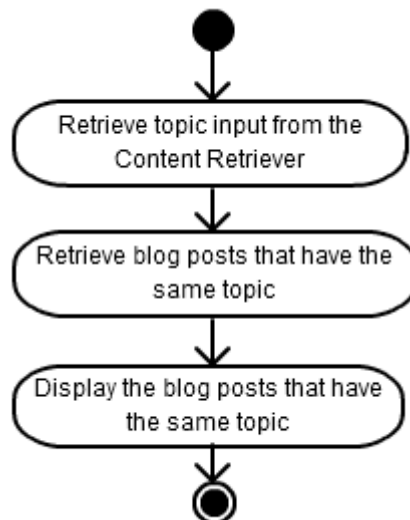 Retrieve topic input from the
Content Retriever
Retrieve blog posts that have the
same topic
Display the blog posts that have
the same topic